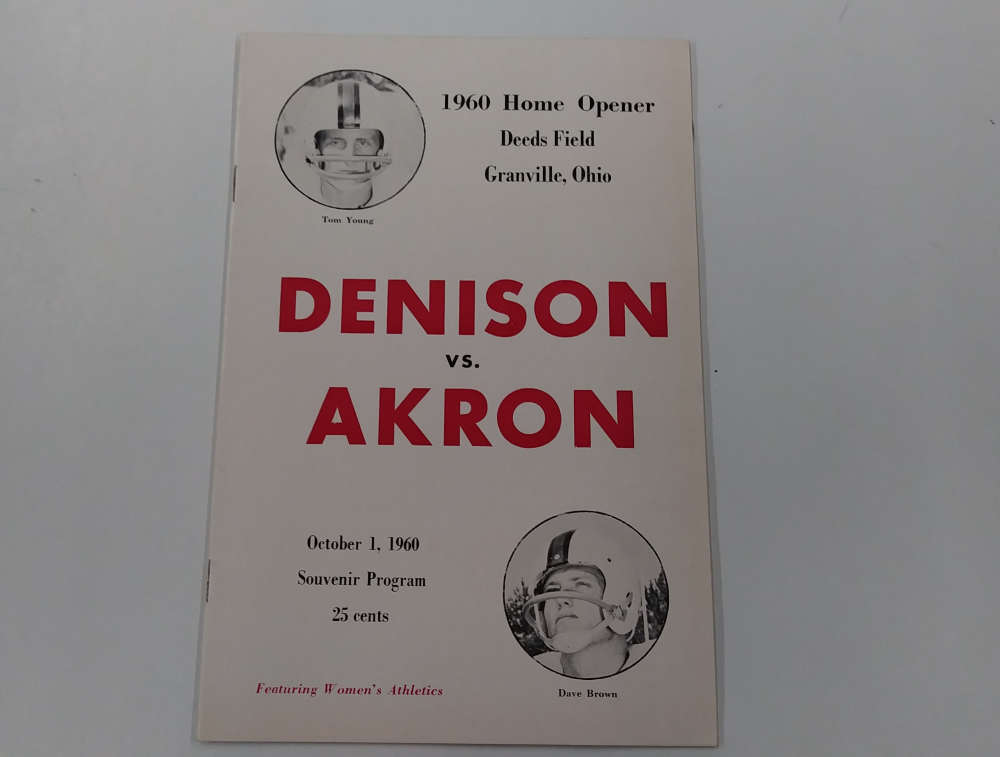 1960 Home Opener
Deeds Field
Granville, Ohio
Tom Young
DENISON
VS.
AKRON
October 1, 1960
Souvenir Program
25 cents
Featuring Women's Athletics
Dave Brown